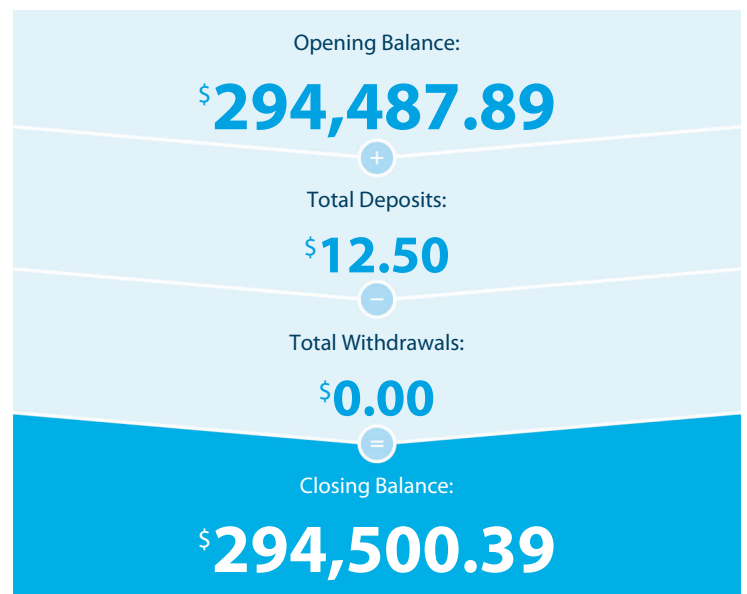 Opening Balance:
$294,487.89
+
Total Deposits:
$12.50
−
Total Withdrawals:
$0.00
=
Closing Balance:
$294,500.39